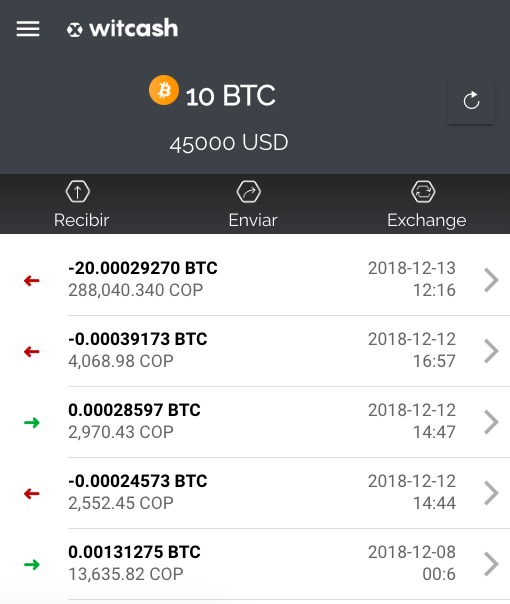 witcash
10 BTC
45000 USD
Recibir Enviar Exchange
-20.00029270 BTC 2018-12-13
288,040.340 COP 12:16
-0.00039173 BTC 2018-12-12
4,068.98 COP 16:57
0.00028597 BTC 2018-12-12
2,970.43 COP 14:47
-0.00024573 BTC 2018-12-12
2,552.45 COP 14:44
0.00131275 BTC 2018-12-08
13,635.82 COP 00:6